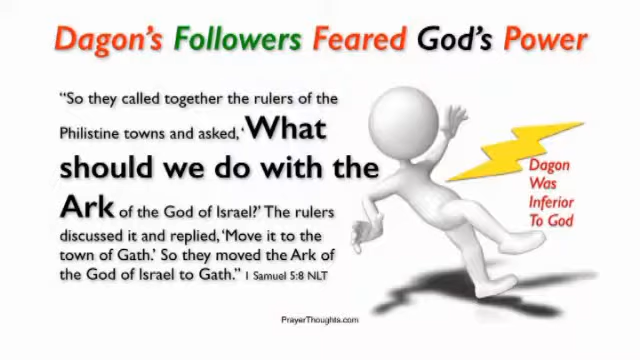 Dagon's Followers Feared God's Power
"So they called together the rulers of the
Philistine towns and asked, 'What
should we do with the
Ark of the God of Israel?' The rulers
discussed it and replied, 'Move it to the
town of Gath.' So they moved the Ark of
the God of Israel to Gath." 1 Samuel 5:8 NLT
Dagon
Was
Inferior
To God
PrayerThoughts.com